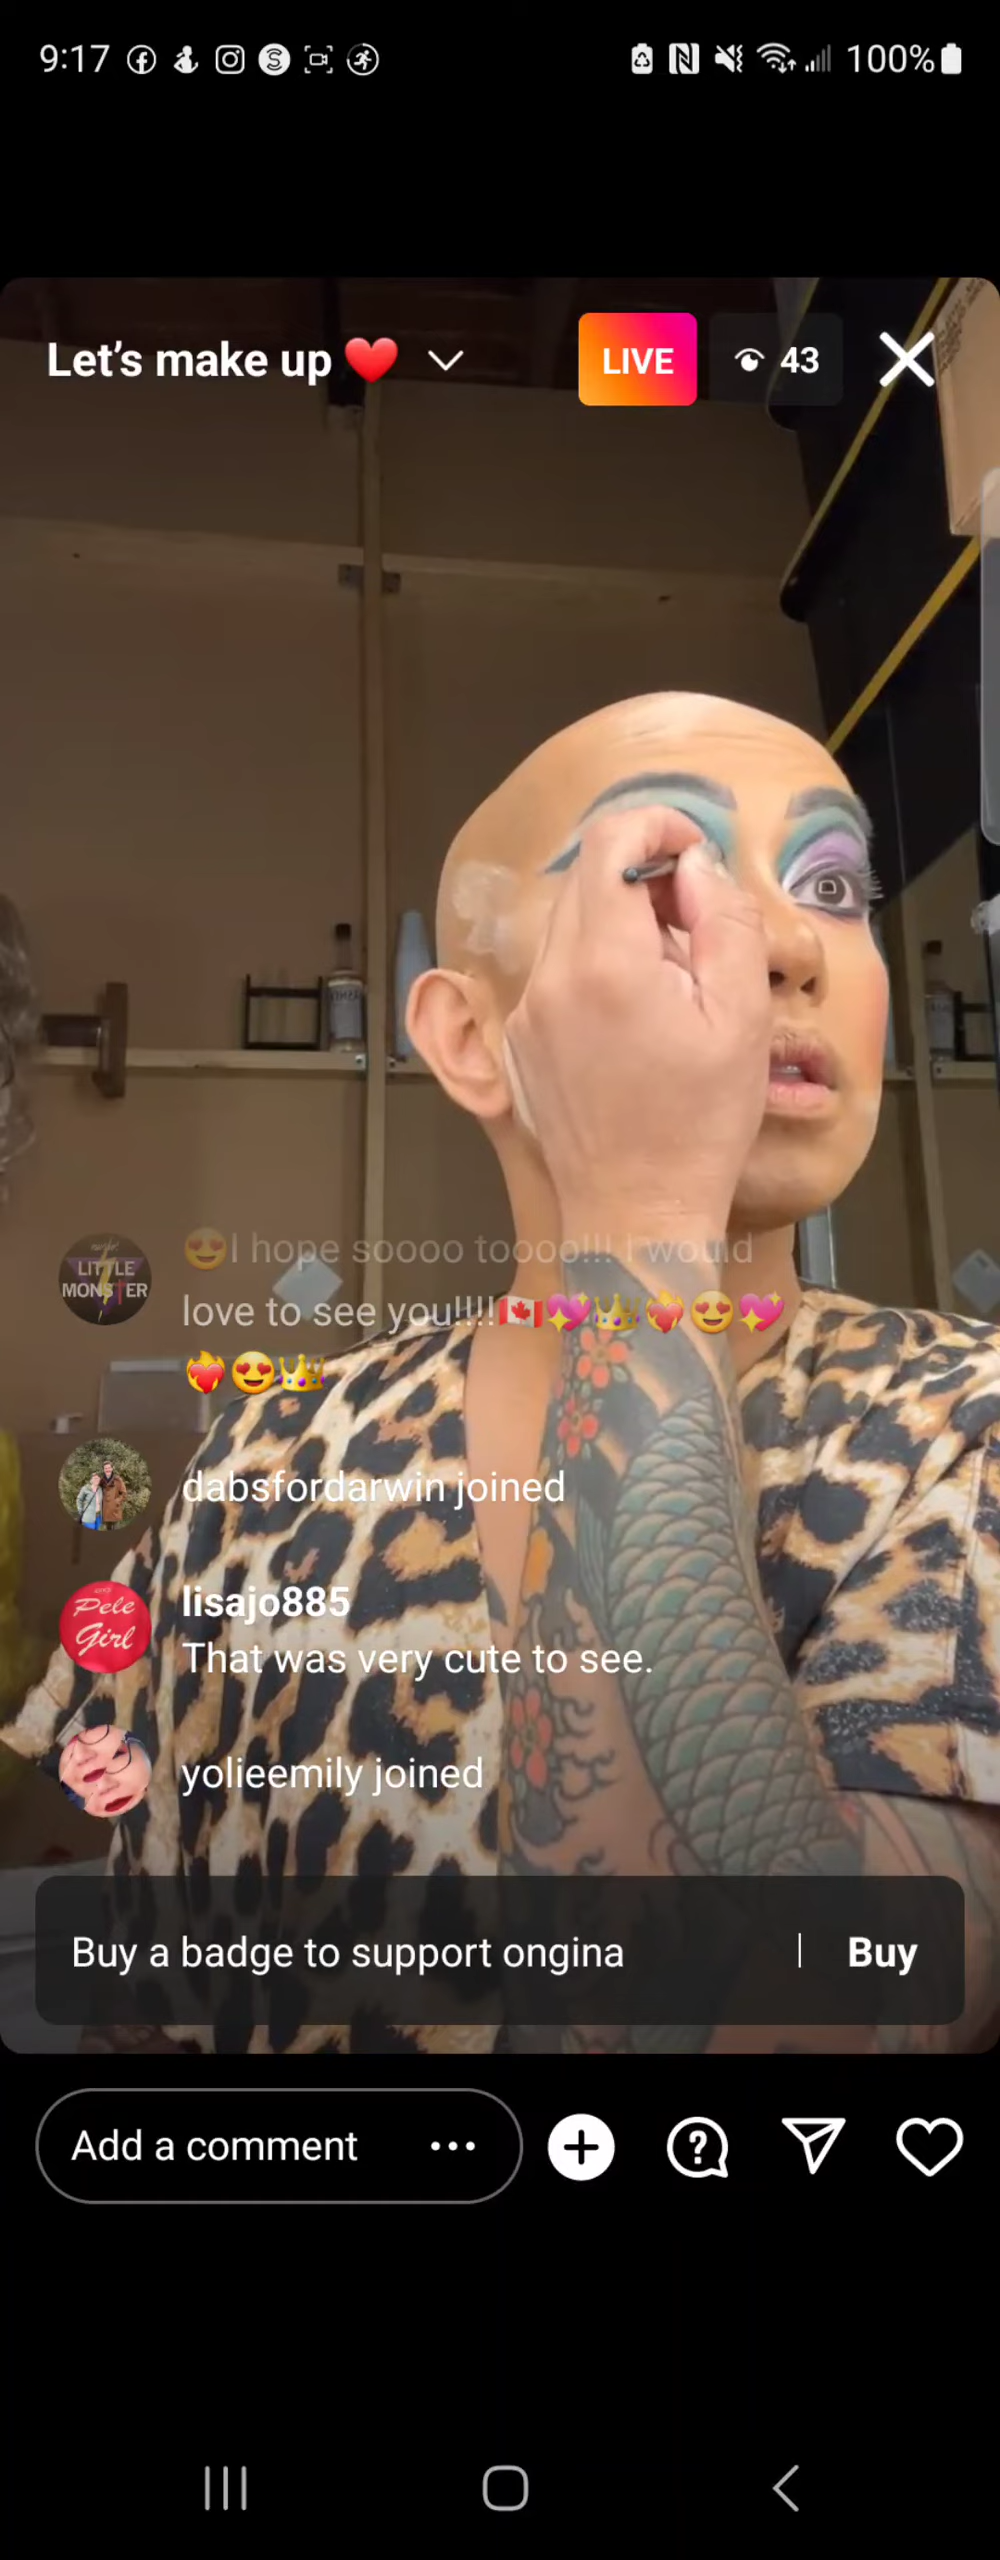 9:17
100%
Let's make up ❤️
LIVE
43
😍I hope soooo toooo!!! I would
love to see you!!!!🇨🇦💖👑❤️‍🔥😍💖
❤️‍🔥😍👑
LITTLE
MONSTER
dabsfordarwin joined
lisajo885
That was very cute to see.
Pele
Girl
yolieemily joined
Buy a badge to support ongina
Buy
Add a comment